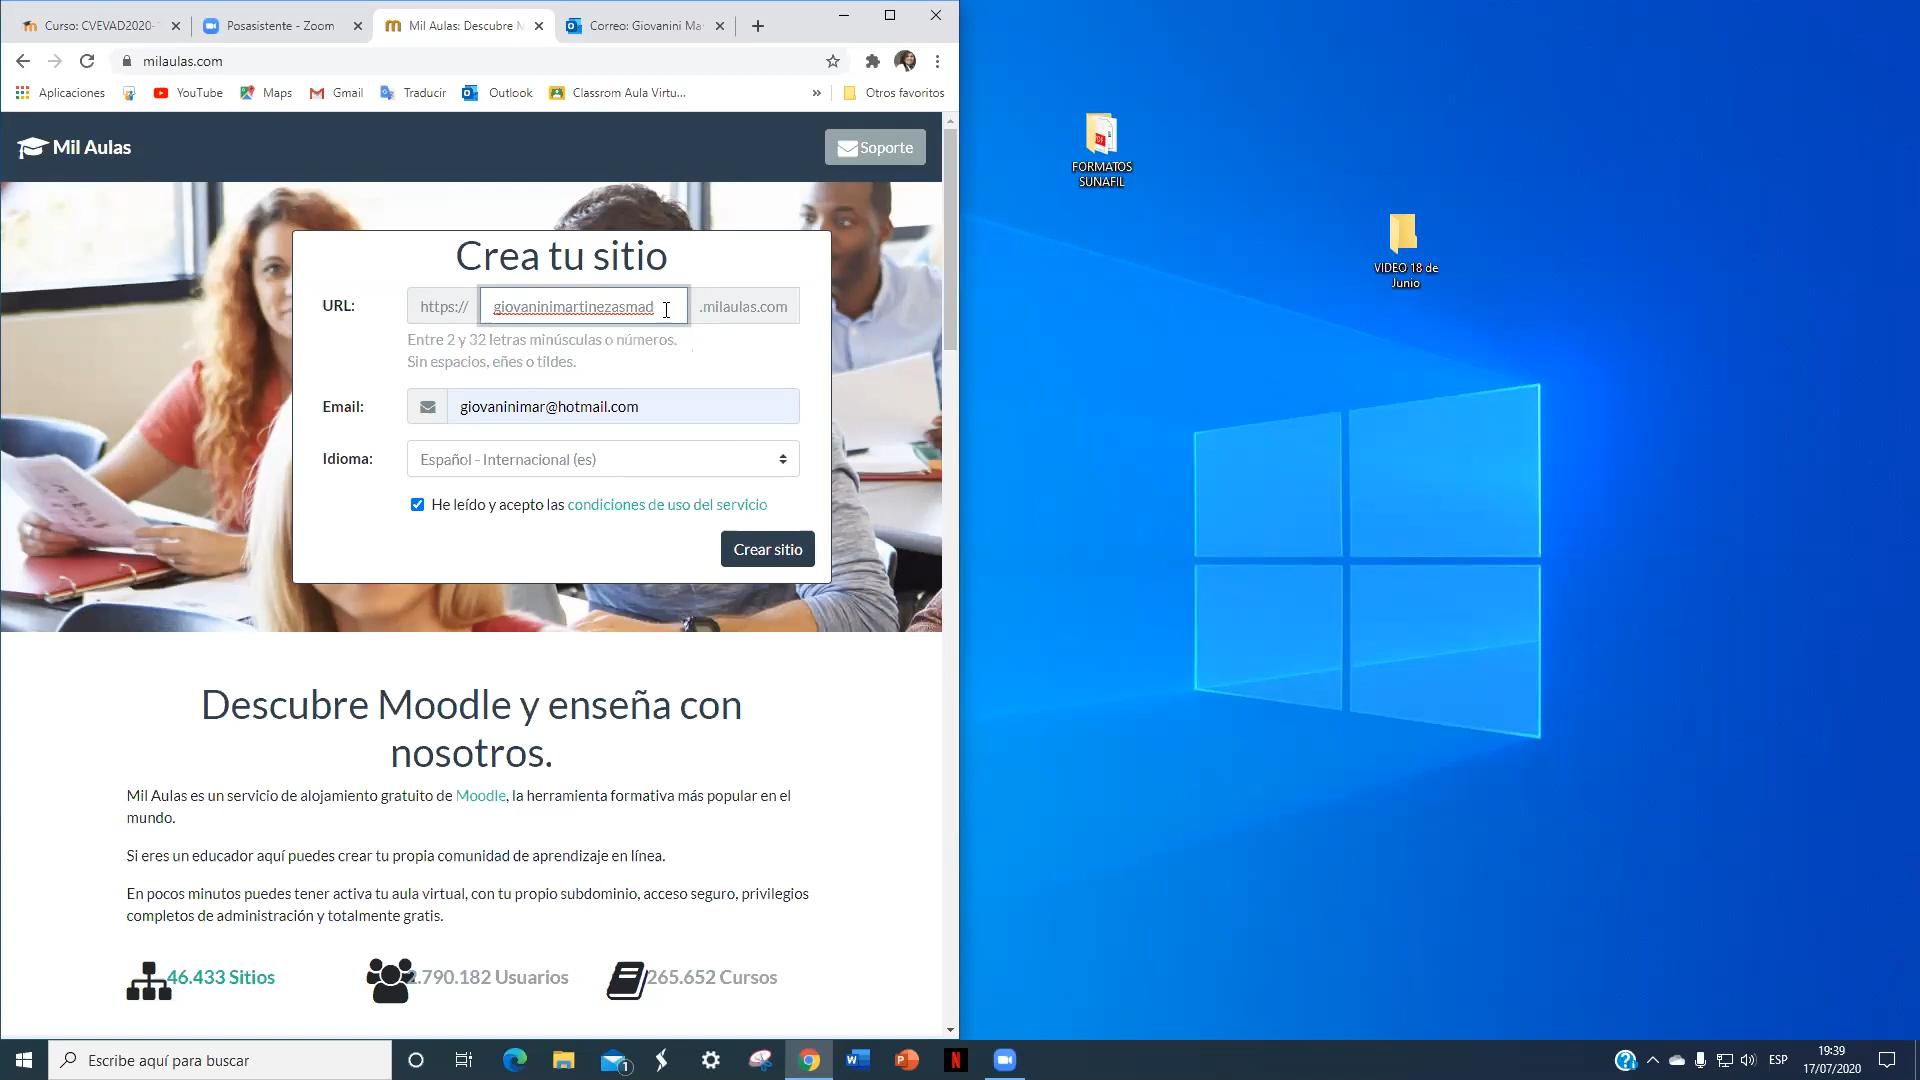 Curso: CVEVAD2020-
Posasistente - Zoom
Mil Aulas: Descubre M
Correo: Giovanini Ma
milaulas.com
Aplicaciones
YouTube
Maps
Gmail
Traducir
Outlook
Classrom Aula Virtu...
»
Otros favoritos
Mil Aulas
Soporte
Crea tu sitio
URL:
https://
giovaninimartinezasmad
.milaulas.com
Entre 2 y 32 letras minúsculas o números.
Sin espacios, eñes o tildes.
Email:
giovaninimar@hotmail.com
Idioma:
Español - Internacional (es)
He leído y acepto las condiciones de uso del servicio
Crear sitio
Descubre Moodle y enseña con
nosotros.
Mil Aulas es un servicio de alojamiento gratuito de Moodle, la herramienta formativa más popular en el
mundo.
Si eres un educador aquí puedes crear tu propia comunidad de aprendizaje en línea.
En pocos minutos puedes tener activa tu aula virtual, con tu propio subdominio, acceso seguro, privilegios
completos de administración y totalmente gratis.
46.433 Sitios
2.790.182 Usuarios
265.652 Cursos
PDF
FORMATOS
SUNAFIL
VIDEO 18 de
Junio
Escribe aquí para buscar
1
ESP
19:39
17/07/2020